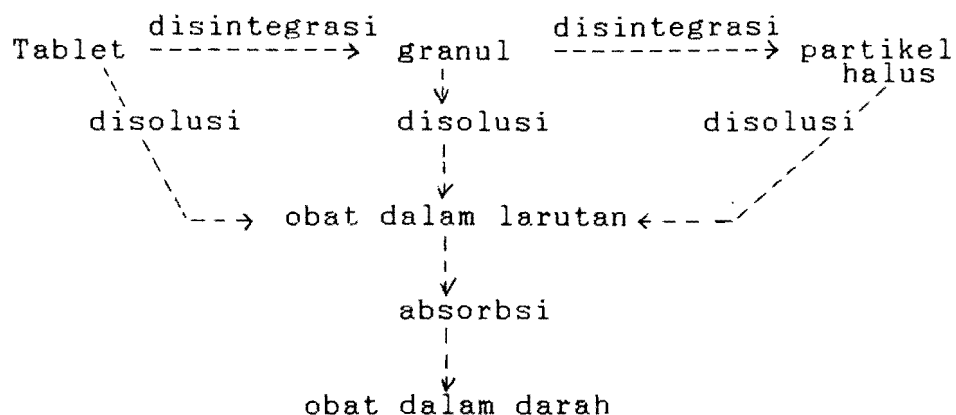 disintegrasi disintegrasi
Tablet granul partikel
halus
disolusi disolusi disolusi
obat dalam larutan
absorbsi
obat dalam darah